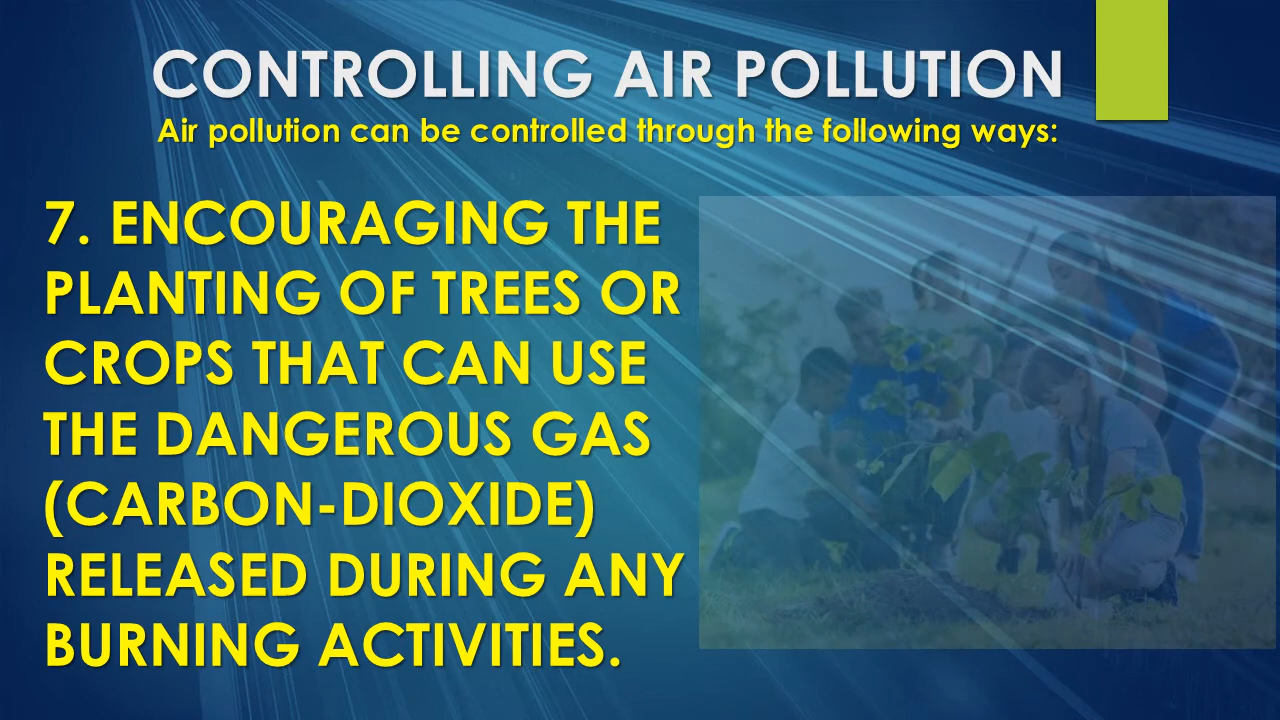 CONTROLLING AIR POLLUTION
Air pollution can be controlled through the following ways:
7. ENCOURAGING THE
PLANTING OF TREES OR
CROPS THAT CAN USE
THE DANGEROUS GAS
(CARBON-DIOXIDE)
RELEASED DURING ANY
BURNING ACTIVITIES.